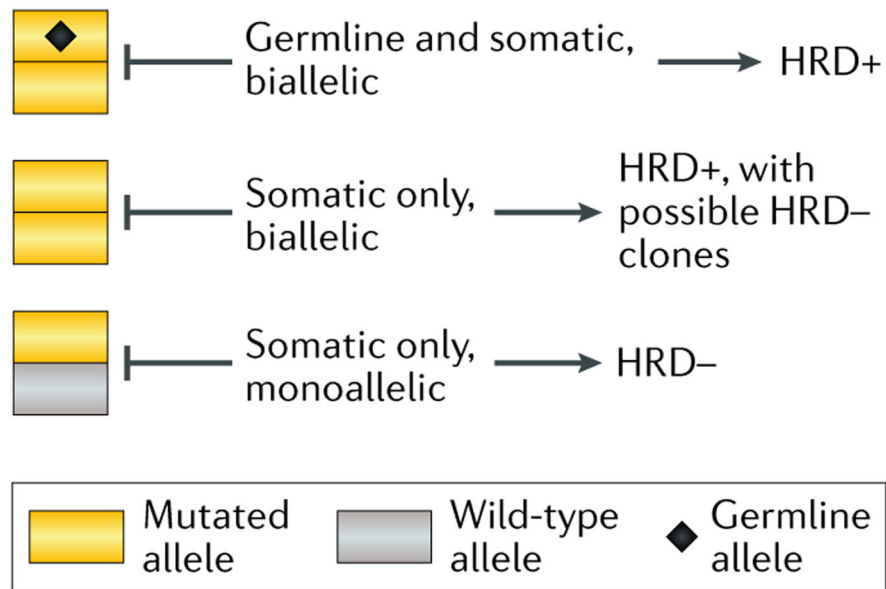 Germline and somatic,
biallelic
HRD+
Somatic only,
biallelic
HRD+, with
possible HRD–
clones
Somatic only,
monoallelic
HRD–
Mutated
allele
Wild-type
allele
Germline
allele